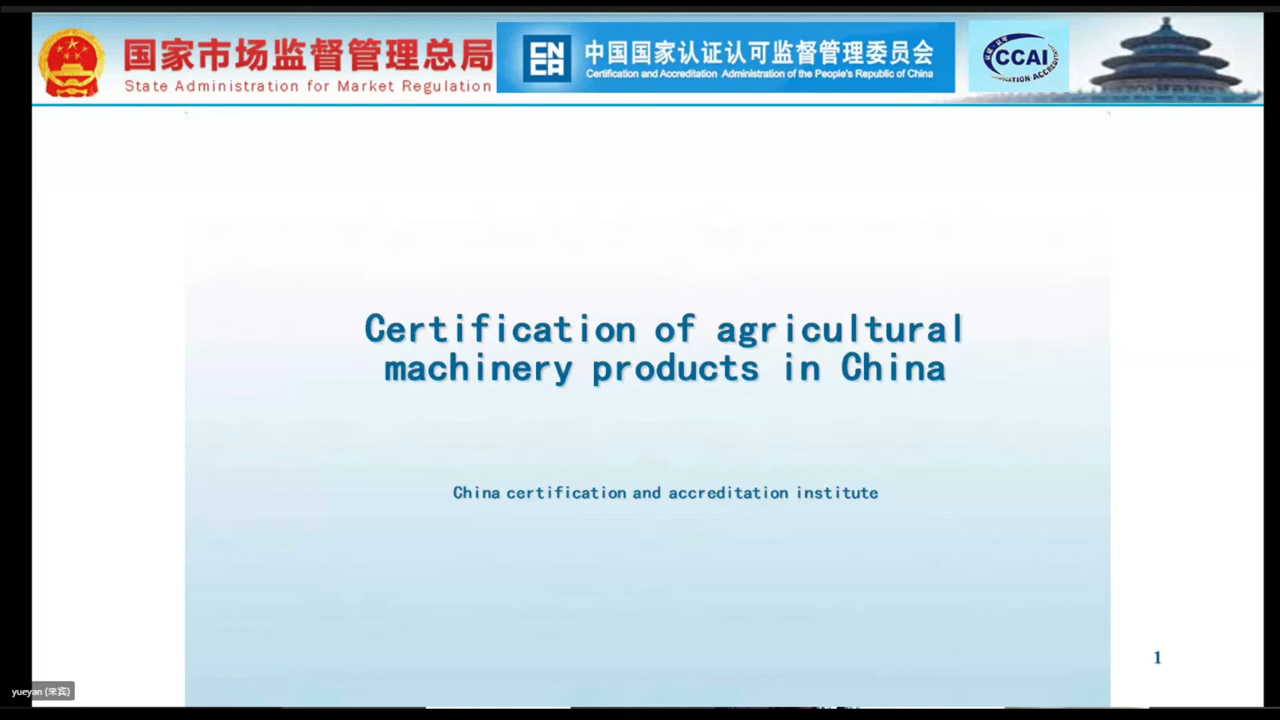 国家市场监督管理总局
State Administration for Market Regulation
CN
CA
中国国家认证认可监督管理委员会
Certification and Accreditation Administration of the People's Republic of China
CCAI
Certification of agricultural
machinery products in China
China certification and accreditation institute
1
yueyan (来宾)